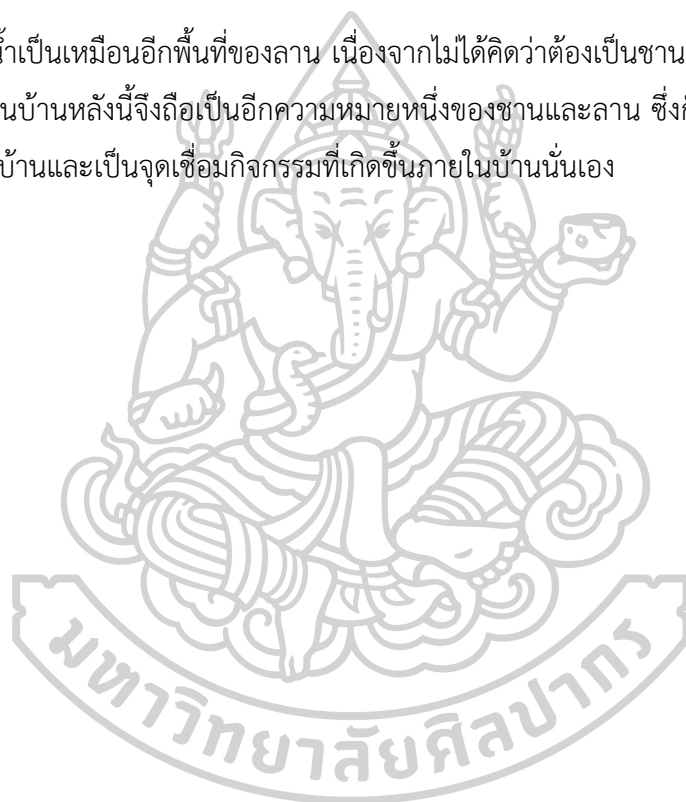 น้ำเป็นเหมือนอีกพื้นที่ของลาน เนื่องจากไม่ได้คิดว่าต้องเป็นชาน
นบ้านหลังนี้จึงถือเป็นอีกความหมายหนึ่งของชานและลาน ซึ่ง
บ้านและเป็นจุดเชื่อมกิจกรรมที่เกิดขึ้นภายในบ้านนั่นเอง
มหาวิทยาลัยศิลปากร